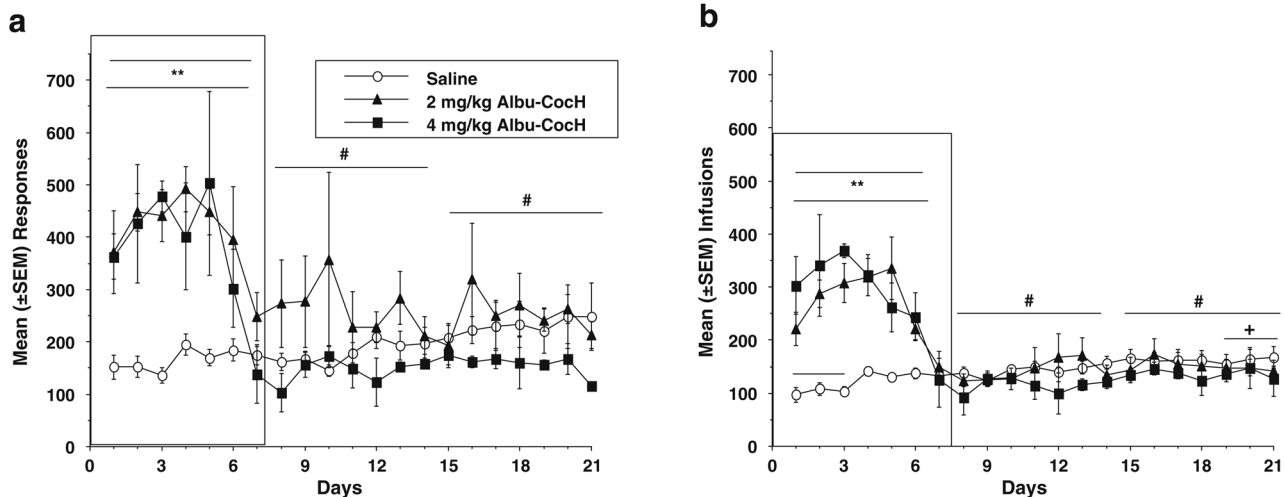 a
Mean (±SEM) Responses
700
600
500
400
300
200
100
0
**
Saline
2 mg/kg Albu-CocH
4 mg/kg Albu-CocH
#
#
0 3 6 9 12 15 18 21
Days
b
Mean (±SEM) Infusions
700
600
500
400
300
200
100
0
**
#
#
+
0 3 6 9 12 15 18 21
Days